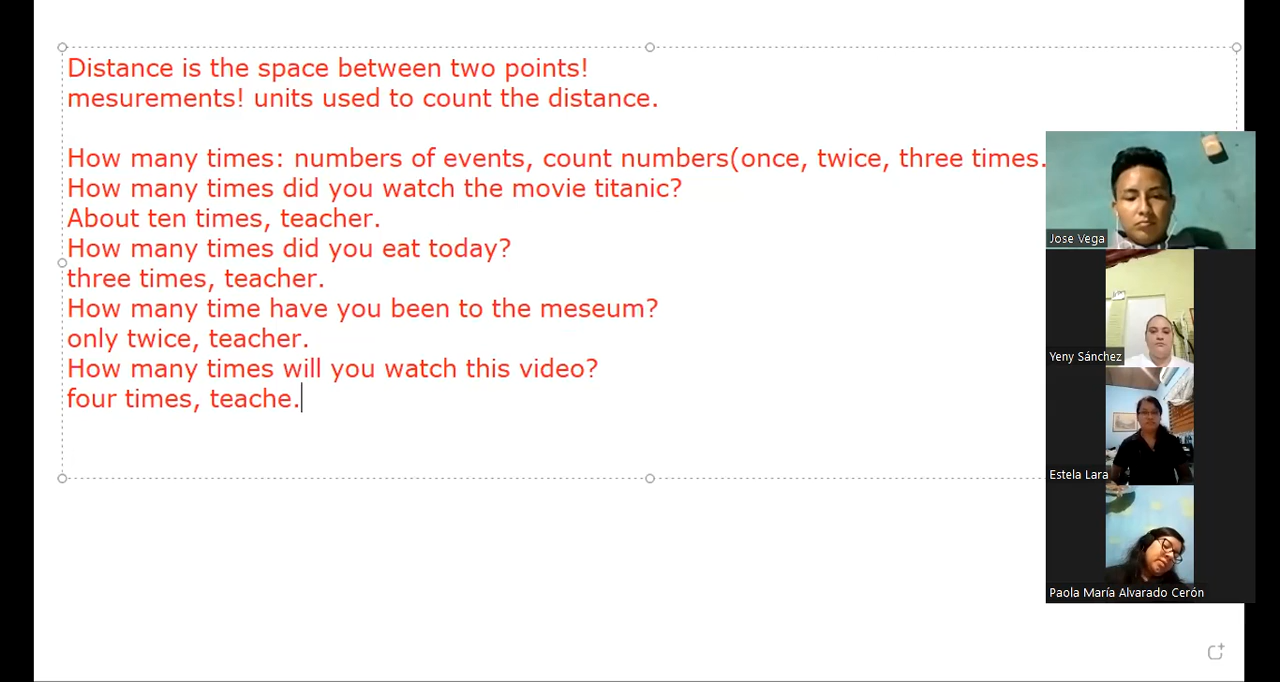 Distance is the space between two points!
mesurements! units used to count the distance.
How many times: numbers of events, count numbers(once, twice, three times.
How many times did you watch the movie titanic?
About ten times, teacher.
How many times did you eat today?
three times, teacher.
How many time have you been to the meseum?
only twice, teacher.
How many times will you watch this video?
four times, teache.
Jose Vega
Yeny Sánchez
Estela Lara
Paola María Alvarado Cerón